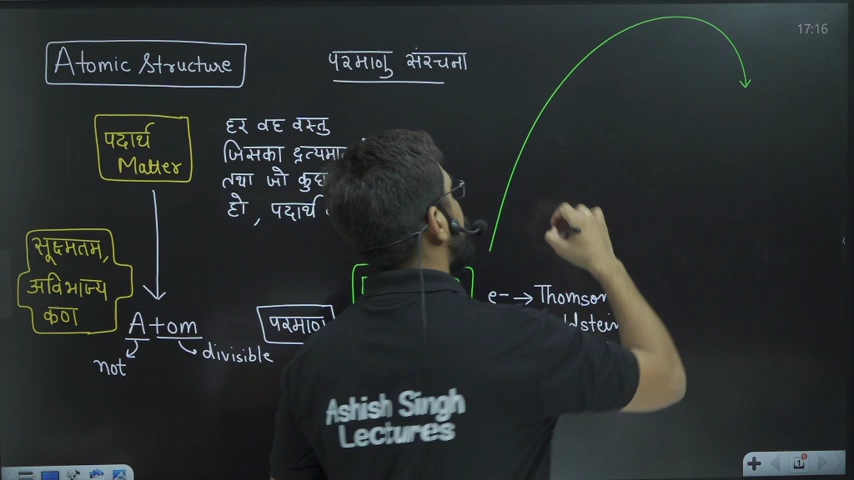 Atomic Structure
परमाणु संरचना
17:16
पदार्थ
Matter
हर वह वस्तु
जिसका द्रव्यमान
तथा जो
हो , पदार्थ
सूक्ष्मतम,
अविभाज्य
कण
Atom
not
divisible
परमाणु
e- → Thomson
Ashish Singh
Lectures
1